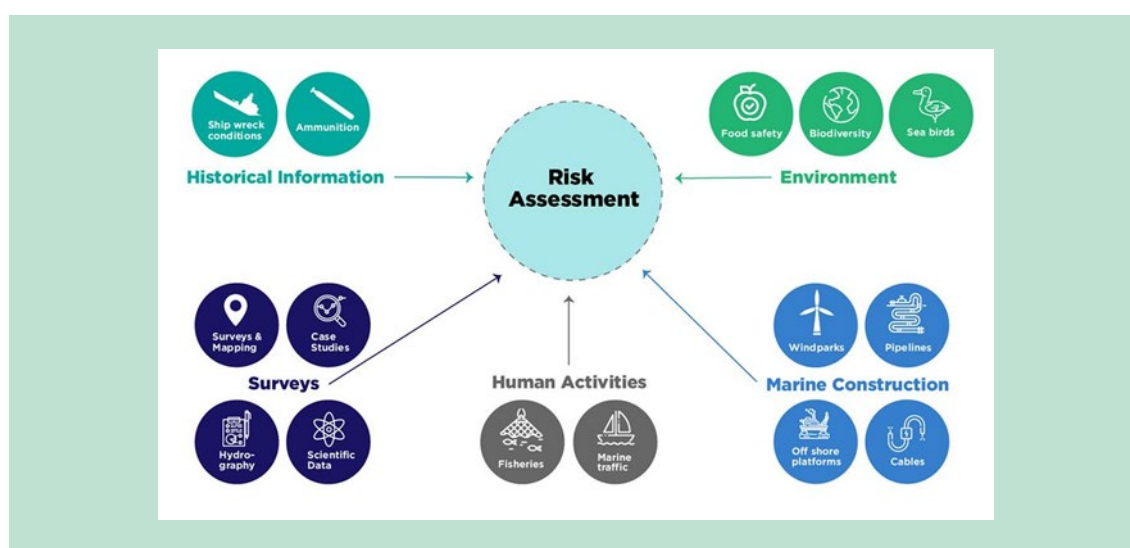 Ship wreck
conditions
Ammunition
Historical Information
Risk
Assessment
Food safety
Biodiversity
Sea birds
Environment
Surveys &
Mapping
Case
Studies
Surveys
Hydro-
graphy
Scientific
Data
Human Activities
Fisheries
Marine
traffic
Windparks
Pipelines
Marine Construction
Off shore
platforms
Cables